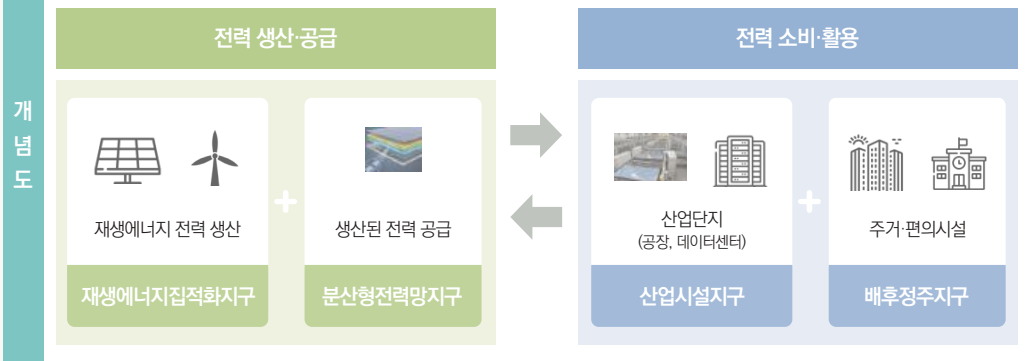 개념도
전력 생산·공급
재생에너지 전력 생산
재생에너지집적화지구
+
생산된 전력 공급
분산형전력망지구
전력 소비·활용
산업단지
(공장, 데이터센터)
산업시설지구
+
주거·편의시설
배후정주지구